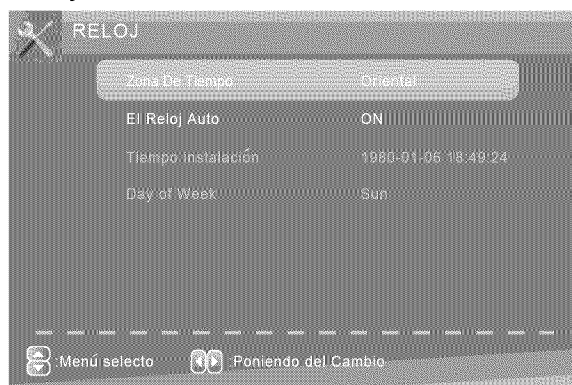 RELOJ
Zona De Tiempo Oriental
El Reloj Auto ON
Tiempo Instalación 1980-01-06 18:49:24
Day of Week Sun
:Menú selecto :Poniendo del Cambio